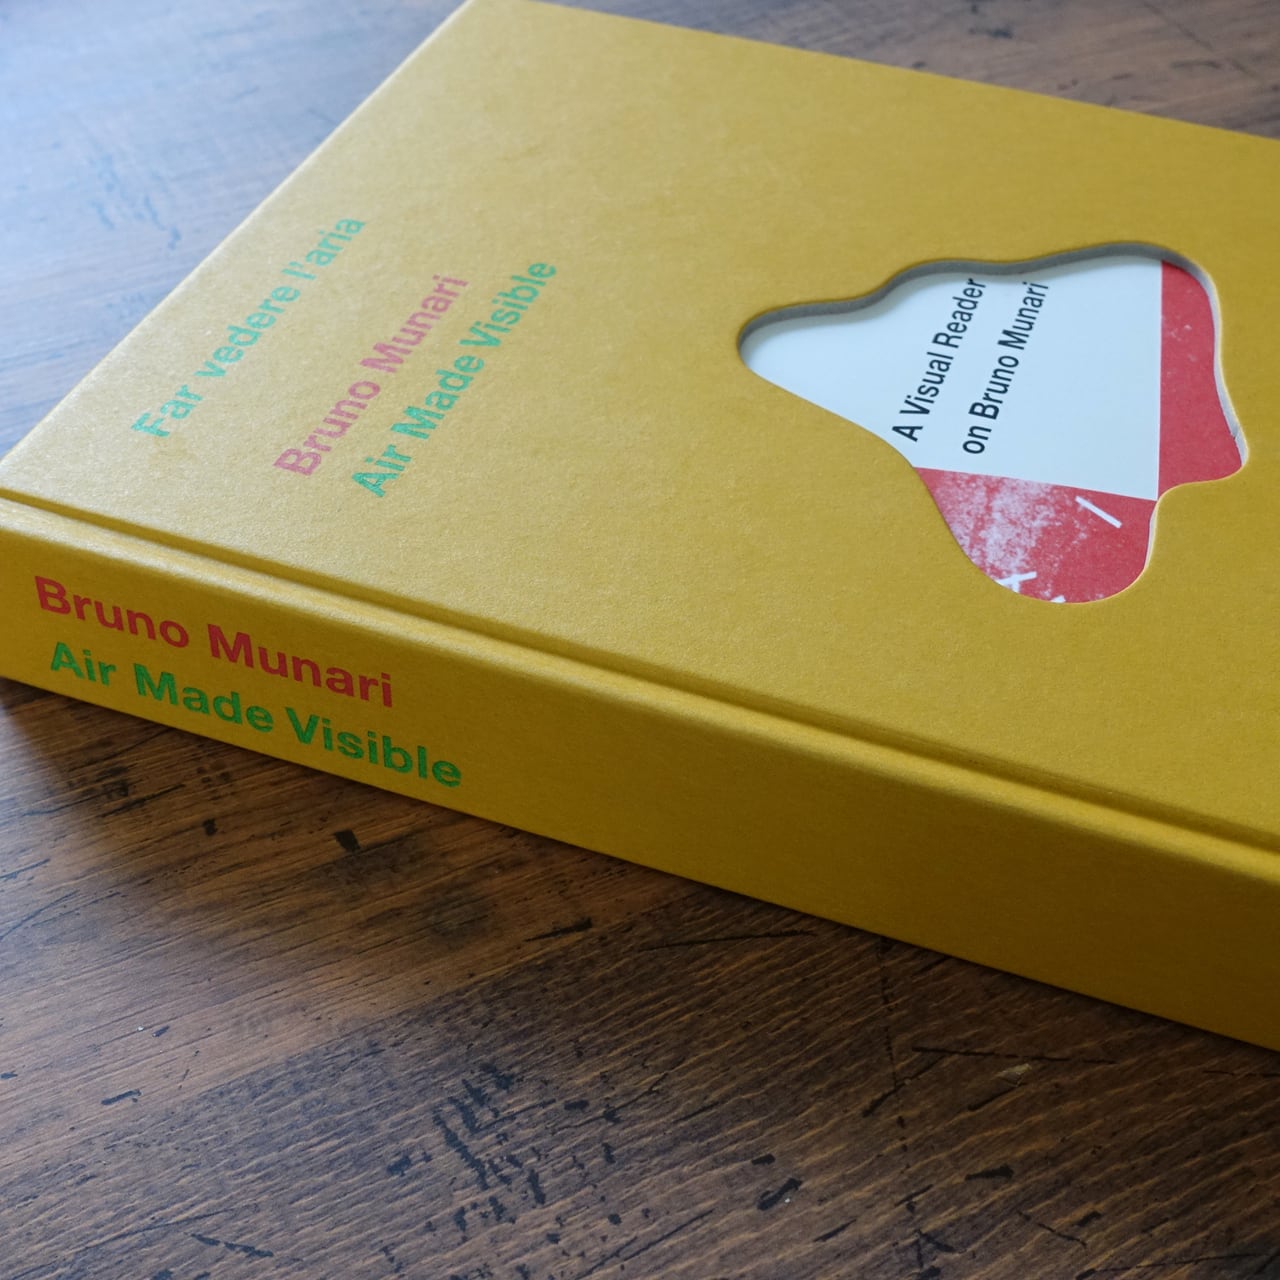 Far vedere l'aria
Bruno Munari
Air Made Visible
A Visual Reader
on Bruno Munari
Bruno Munari
Air Made Visible